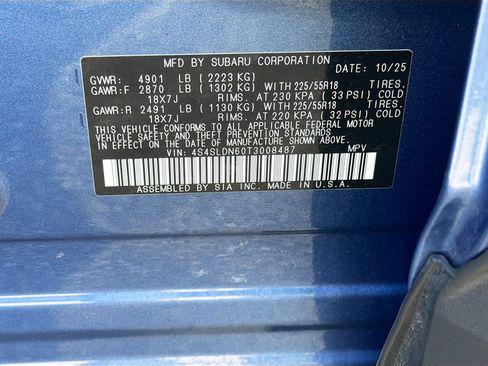 MFD BY SUBARU CORPORATION DATE: 10/25
GVWR: 4901 LB (2223 KG)
GAWR:F 2870 LB (1302 KG) WITH 225/55R18 TIRES.
18X7J RIMS. AT 230 KPA (33 PSI) COLD
GAWR:R 2491 LB (1130 KG) WITH 225/55R18 TIRES.
18X7J RIMS. AT 220 KPA (32 PSI) COLD
THIS VEHICLE CONFORMS TO ALL APPLICABLE FEDERAL MOTOR
VEHICLE SAFETY AND THEFT PREVENTION STANDARDS IN
EFFECT ON THE DATE OF MANUFACTURE SHOWN ABOVE.
VIN: 4S4SLDN60T3008487 MPV
ASSEMBLED BY SIA INC. MADE IN U.S.A.